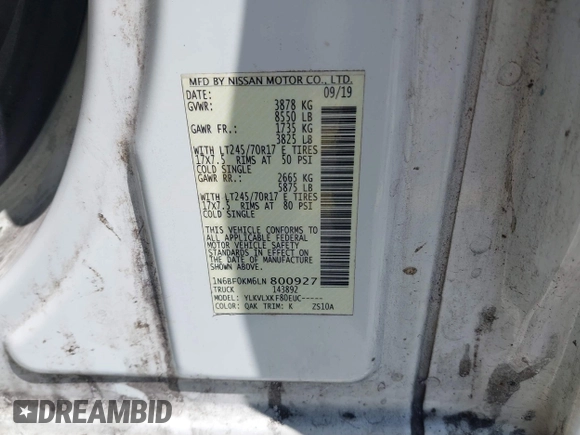 MFD BY NISSAN MOTOR CO., LTD.
DATE: 09/19
GVWR: 3878 KG
8550 LB
GAWR FR.: 1735 KG
3825 LB
WITH LT245/70R17 E TIRES
17X7.5 RIMS AT 50 PSI
COLD SINGLE
GAWR RR.: 2665 KG
5875 LB
WITH LT245/70R17 E TIRES
17X7.5 RIMS AT 80 PSI
COLD SINGLE
THIS VEHICLE CONFORMS TO
ALL APPLICABLE FEDERAL
MOTOR VEHICLE SAFETY
STANDARDS IN EFFECT ON
THE DATE OF MANUFACTURE
SHOWN ABOVE.
1N6BF0KM6LN 800927
TRUCK 143892
MODEL: YLKVLXKF80EUC-----
COLOR: QAK TRIM: K ZS10A
DREAMBID